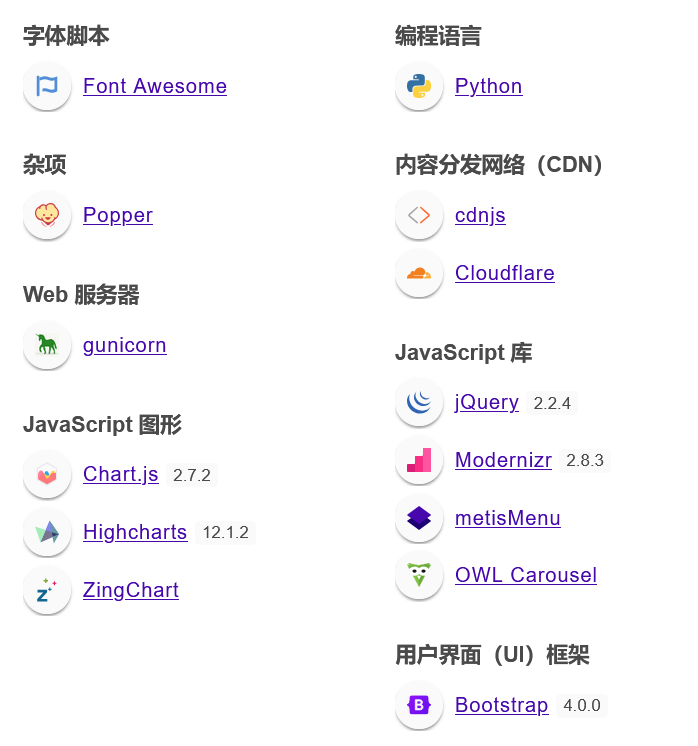 字体脚本
Font Awesome
杂项
Popper
Web 服务器
gunicorn
JavaScript 图形
Chart.js 2.7.2
Highcharts 12.1.2
ZingChart
编程语言
Python
内容分发网络（CDN）
cdnjs
Cloudflare
JavaScript 库
jQuery 2.2.4
Modernizr 2.8.3
metisMenu
OWL Carousel
用户界面（UI）框架
Bootstrap 4.0.0